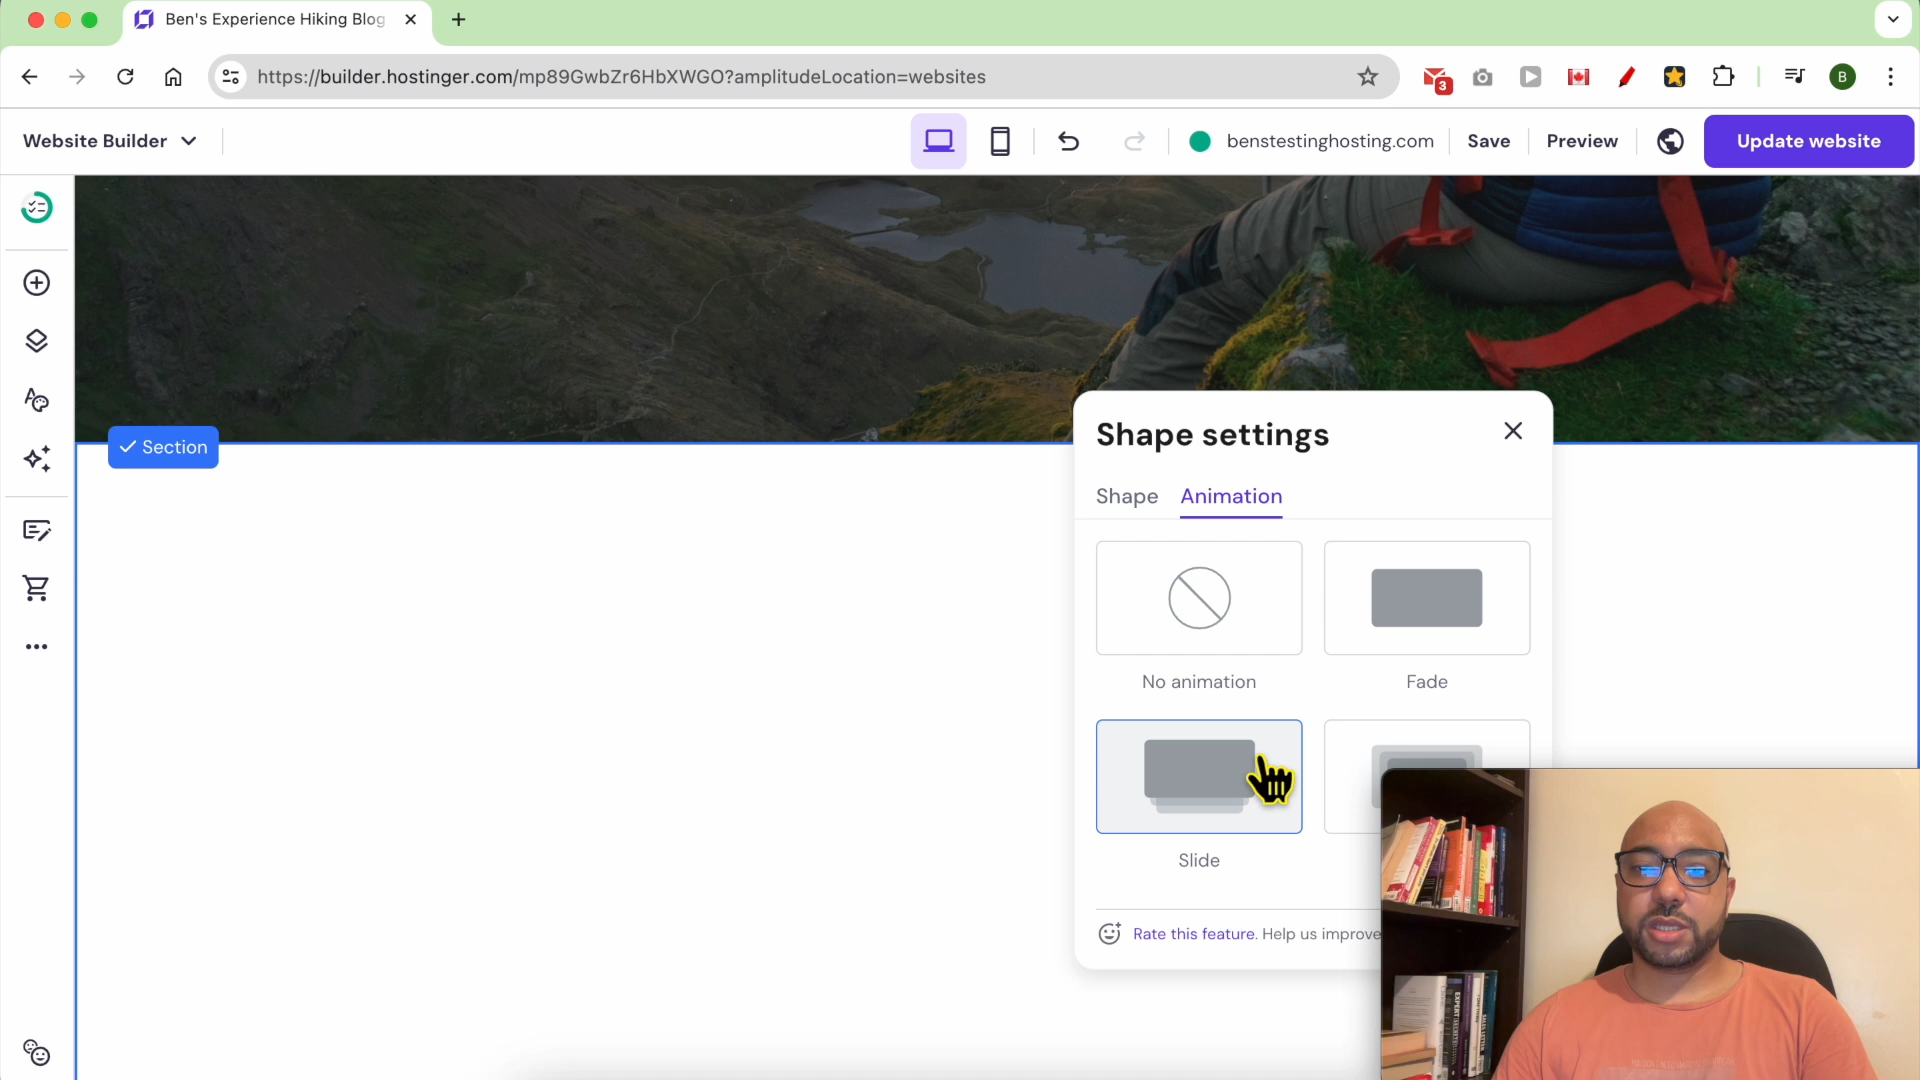 Ben's Experience Hiking Blog
https://builder.hostinger.com/mp89GwbZr6HbXWGO?amplitudeLocation=websites
3
B
Website Builder
benstestinghosting.com
Save
Preview
Update website
Section
Shape settings
Shape
Animation
No animation
Fade
Slide
Rate this feature. Help us improve